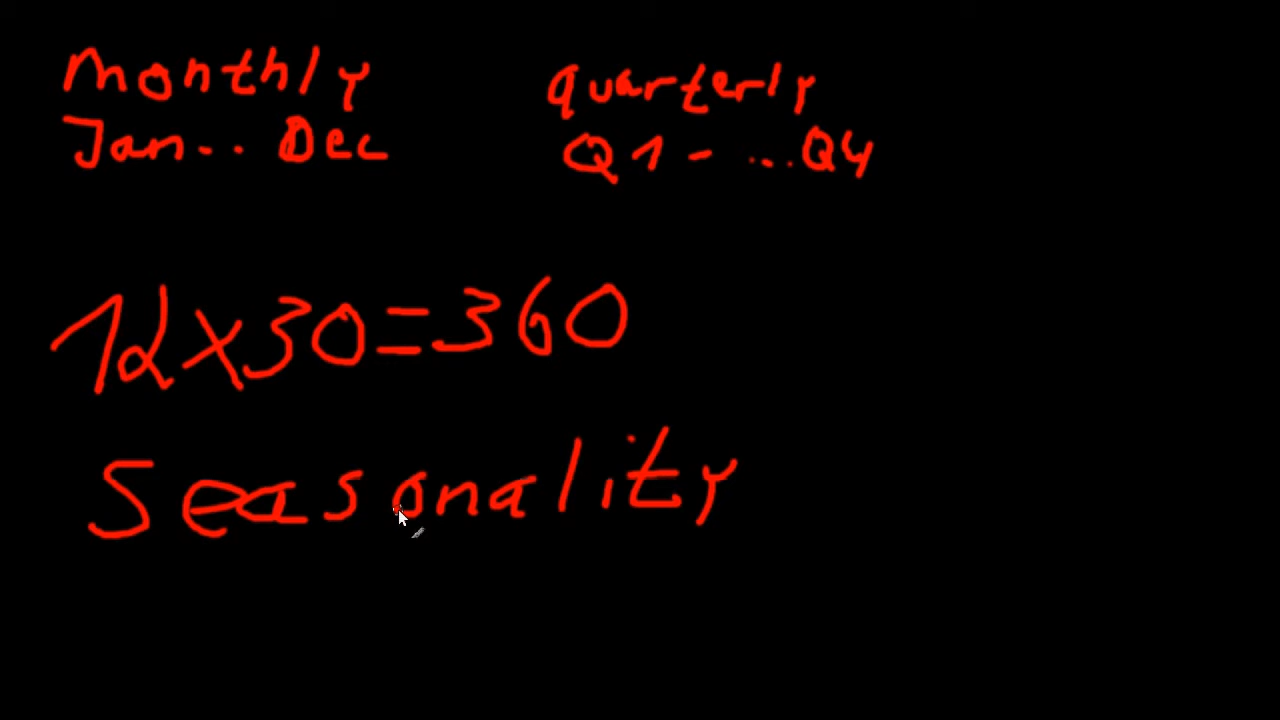 Monthly
Jan.. Dec
quarterly
Q1 - ...Q4
12x30=360
Seasonality